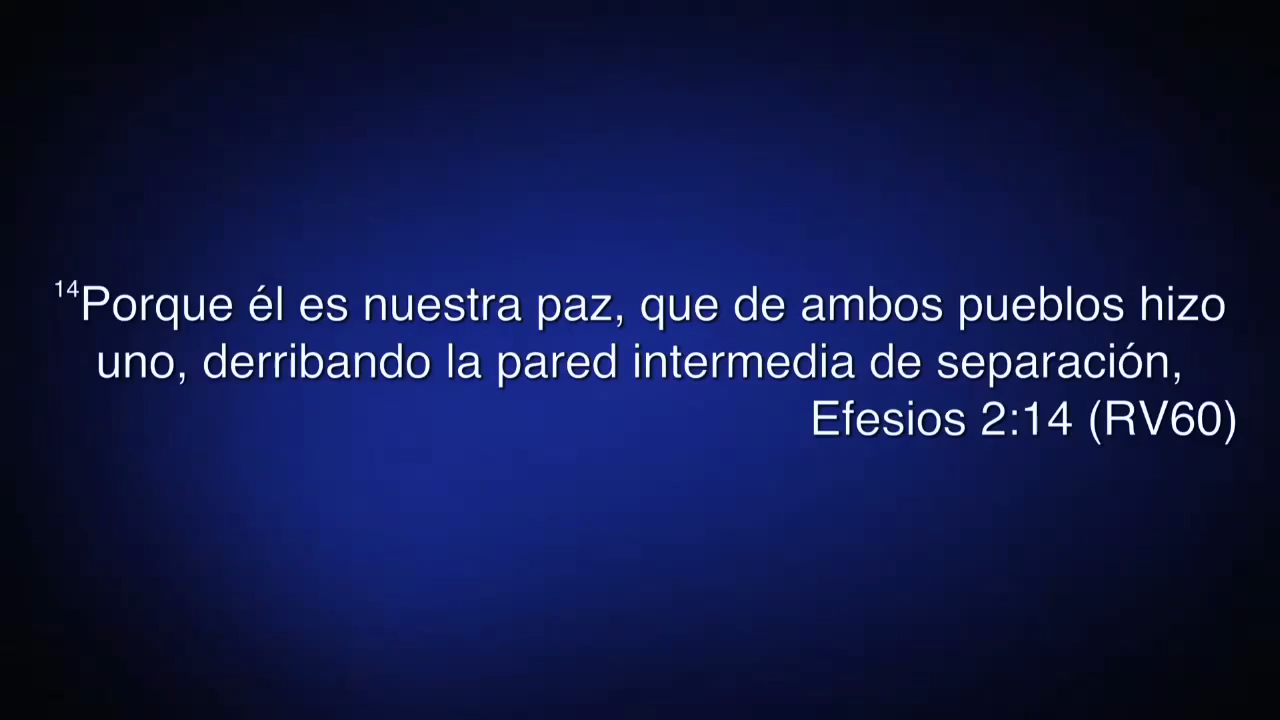 14Porque él es nuestra paz, que de ambos pueblos hizo
uno, derribando la pared intermedia de separación,
Efesios 2:14 (RV60)